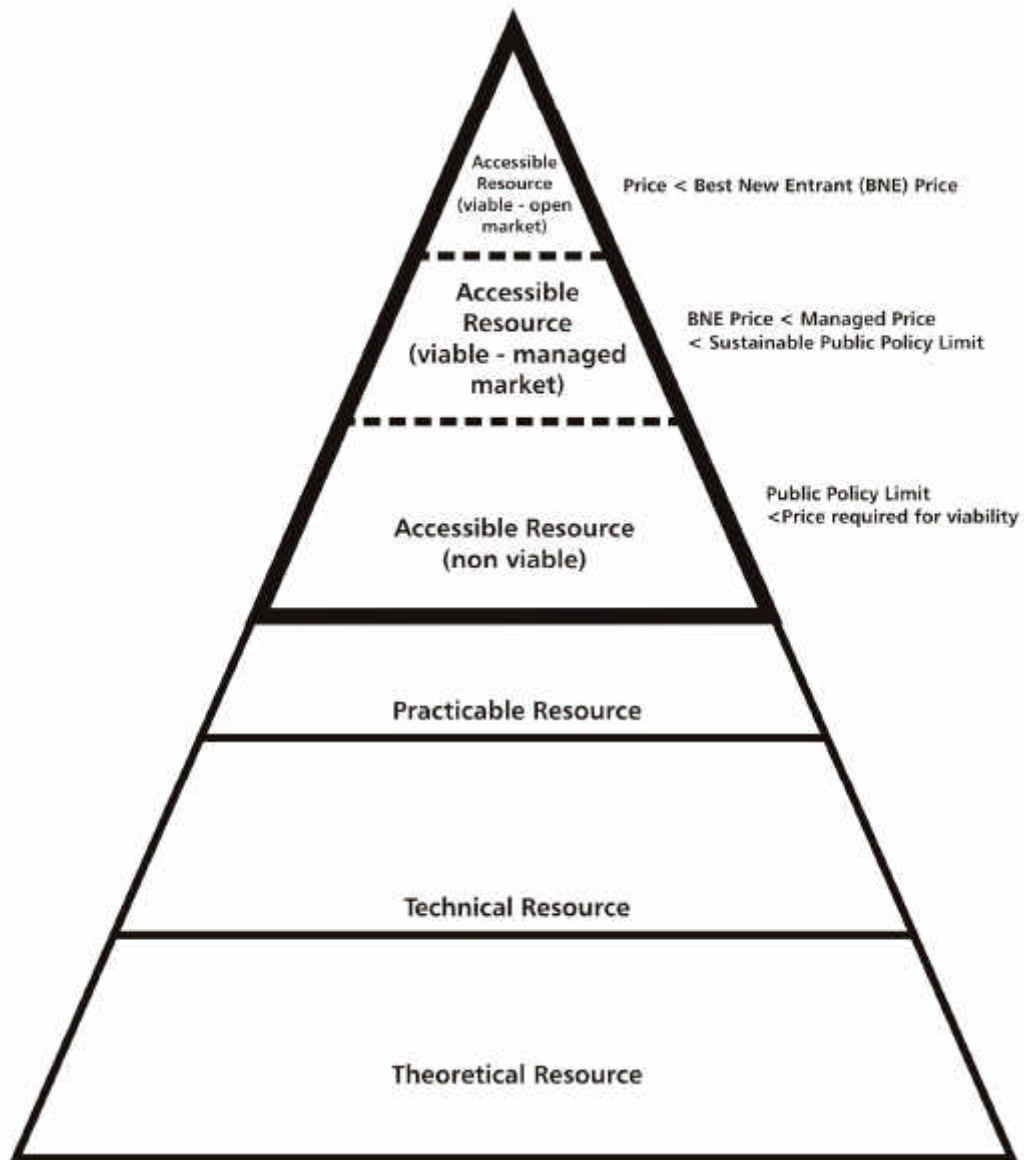 Accessible
Resource
(viable - open
market)
Price < Best New Entrant (BNE) Price
Accessible
Resource
(viable - managed
market)
BNE Price < Managed Price
< Sustainable Public Policy Limit
Public Policy Limit
<Price required for viability
Accessible Resource
(non viable)
Practicable Resource
Technical Resource
Theoretical Resource